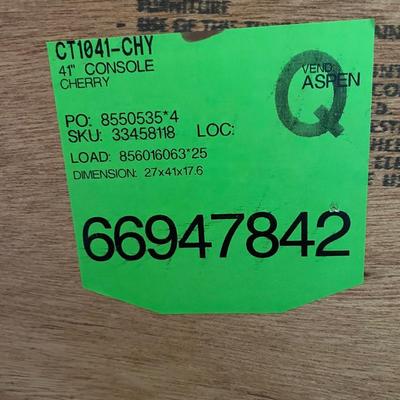 FURNITURE
CT1041-CHY
41" CONSOLE
CHERRY
VEND:
ASPEN
Q
PO: 8550535*4
SKU: 33458118 LOC:
LOAD: 856016063*25
DIMENSION: 27x41x17.6
66947842